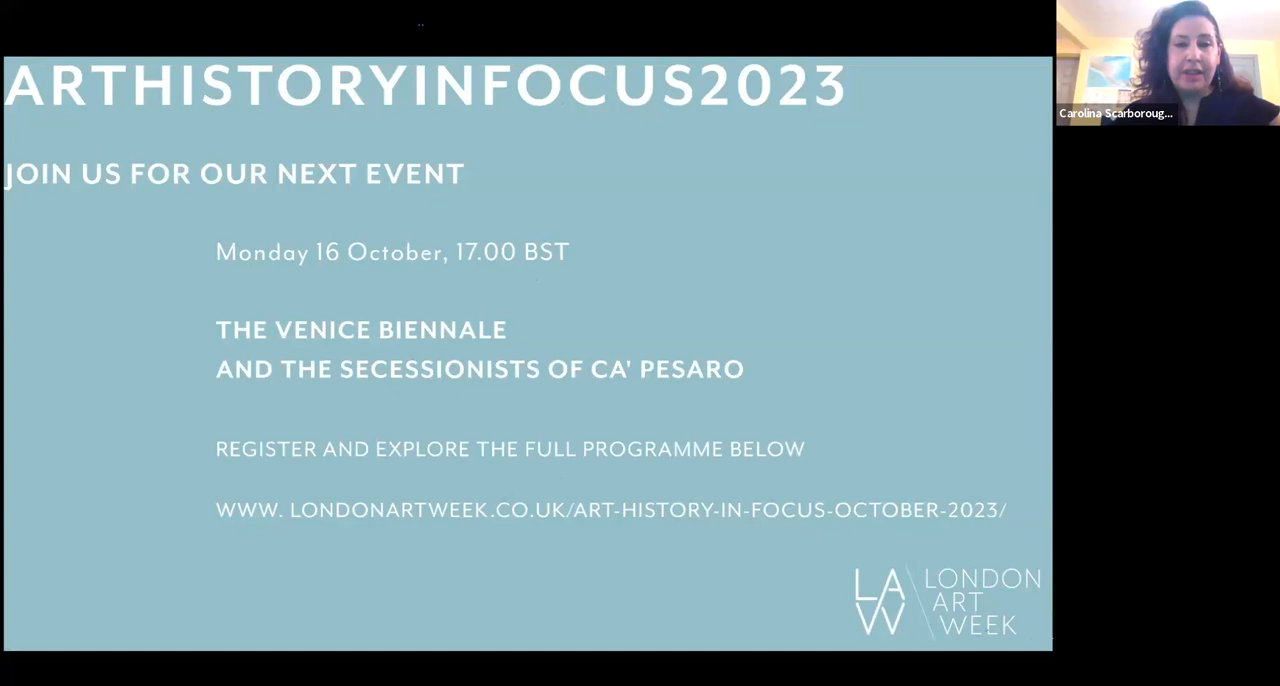 ARTHISTORYINFOCUS2023
JOIN US FOR OUR NEXT EVENT
Monday 16 October, 17.00 BST
THE VENICE BIENNALE
AND THE SECESSIONISTS OF CA' PESARO
REGISTER AND EXPLORE THE FULL PROGRAMME BELOW
WWW. LONDONARTWEEK.CO.UK/ART-HISTORY-IN-FOCUS-OCTOBER-2023/
LAW
LONDON
ART
WEEK
Carolina Scarboroug...